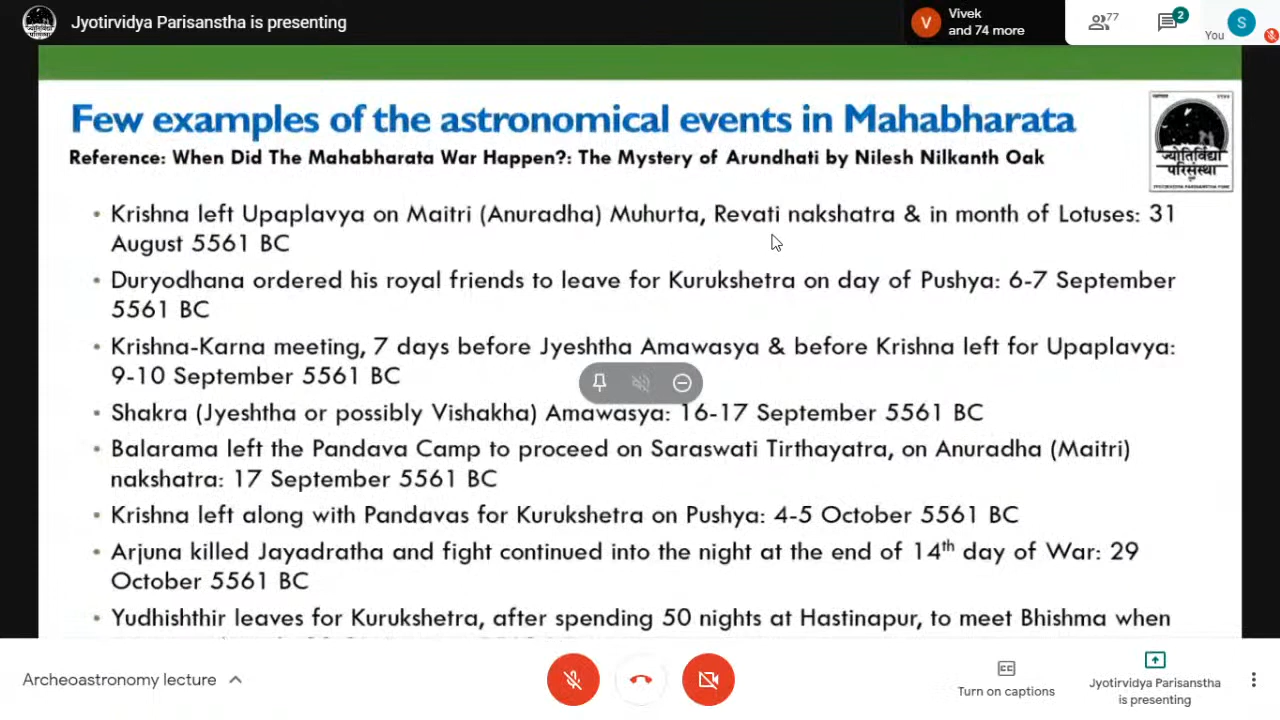 Jyotirvidya Parisanstha is presenting
V
Vivek
and 74 more
77
2
You
S
Few examples of the astronomical events in Mahabharata
Reference: When Did The Mahabharata War Happen?: The Mystery of Arundhati by Nilesh Nilkanth Oak
ज्योतिर्विद्या
परिसंस्था
• Krishna left Upaplavya on Maitri (Anuradha) Muhurta, Revati nakshatra & in month of Lotuses: 31
August 5561 BC
• Duryodhana ordered his royal friends to leave for Kurukshetra on day of Pushya: 6-7 September
5561 BC
• Krishna-Karna meeting, 7 days before Jyeshtha Amawasya & before Krishna left for Upaplavya:
9-10 September 5561 BC
• Shakra (Jyeshtha or possibly Vishakha) Amawasya: 16-17 September 5561 BC
• Balarama left the Pandava Camp to proceed on Saraswati Tirthayatra, on Anuradha (Maitri)
nakshatra: 17 September 5561 BC
• Krishna left along with Pandavas for Kurukshetra on Pushya: 4-5 October 5561 BC
• Arjuna killed Jayadratha and fight continued into the night at the end of 14th day of War: 29
October 5561 BC
• Yudhishthir leaves for Kurukshetra, after spending 50 nights at Hastinapur, to meet Bhishma when
Archeoastronomy lecture
Turn on captions
Jyotirvidya Parisanstha
is presenting